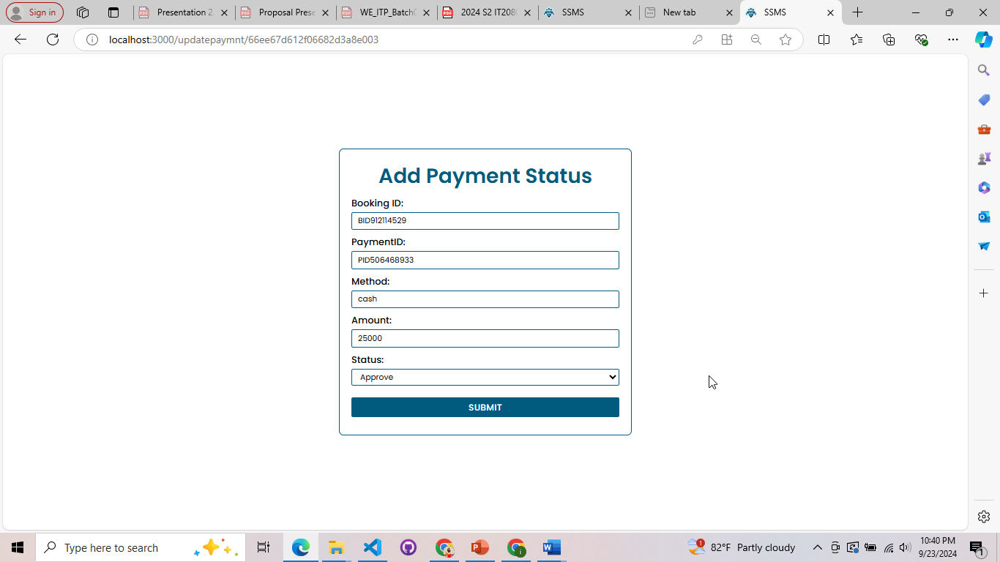 Sign in
Presentation 2
Proposal Prese
WE_ITP_Batch
2024 S2 IT208
SSMS
New tab
SSMS
localhost:3000/updatepaymnt/66ee67d612f06682d3a8e003
Add Payment Status
Booking ID:
BID912114529
PaymentID:
PID506468933
Method:
cash
Amount:
25000
Status:
Approve
SUBMIT
Type here to search
1
82°F Partly cloudy
10:40 PM
9/23/2024
1